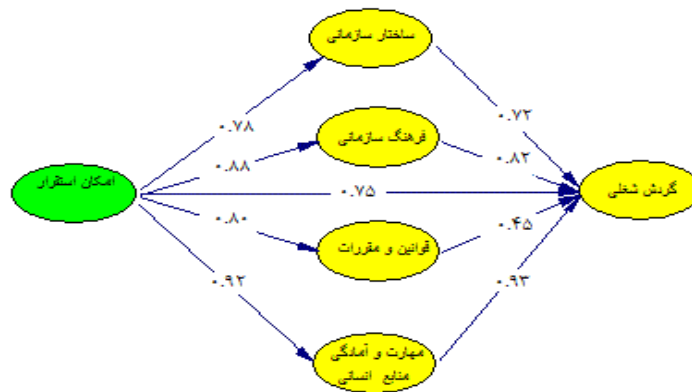 ساختار سازمانی
۰.۷۸
۰.۷۲
فرهنگ سازمانی
۰.۸۸
۰.۸۲
امکان استقرار
۰.۷۵
گردش شغلی
۰.۸۰
۰.۴۵
قوانین و مقررات
۰.۹۲
۰.۹۳
مهارت و آمادگی
منابع انسانی